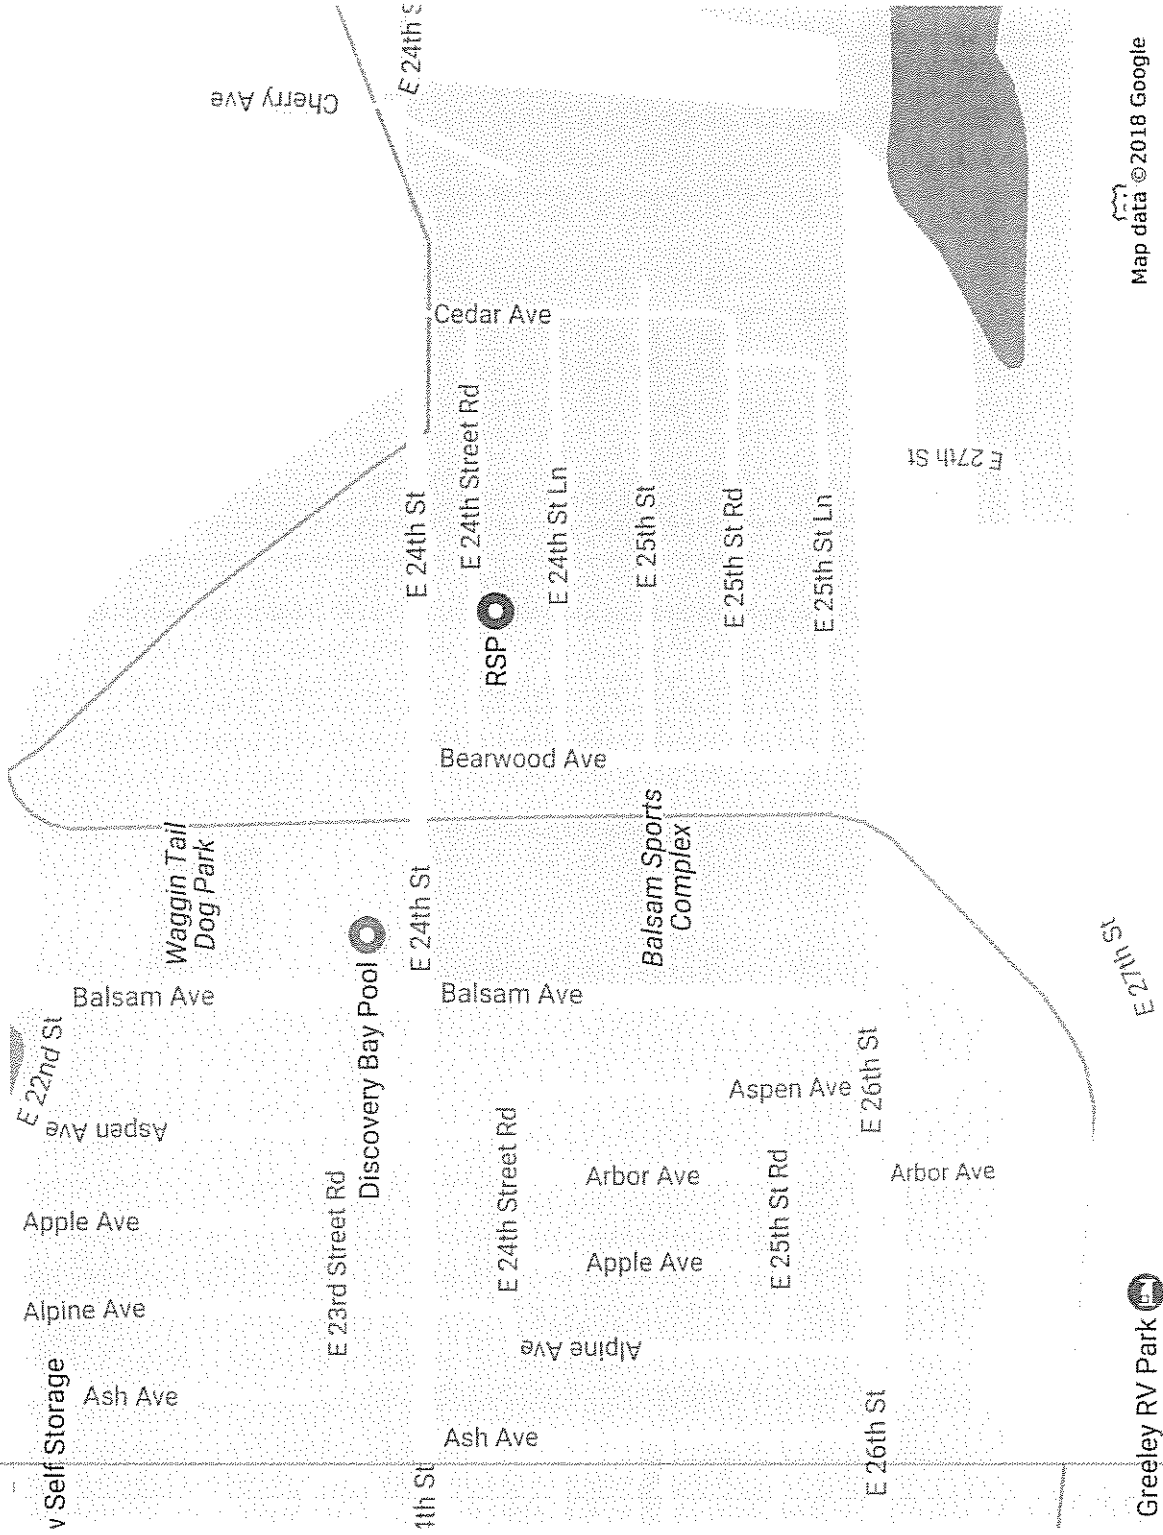 v Self Storage
Ash Ave
Alpine Ave
Apple Ave
Aspen Ave
E 22nd St
Balsam Ave
Waggin Tail
Dog Park
Cherry Ave
E 23rd Street Rd
Discovery Bay Pool
4th St
E 24th St
E 24th St
E 24th S
Ash Ave
Balsam Ave
Bearwood Ave
Cedar Ave
E 24th Street Rd
RSP
E 24th Street Rd
Alpine Ave
E 24th St Ln
Apple Ave
Arbor Ave
Balsam Sports
Complex
E 25th St
E 25th St Rd
Aspen Ave
E 25th St Rd
E 25th St Ln
E 26th St
E 26th St
Arbor Ave
E 27th St
E 27th St
Greeley RV Park
Map data ©2018 Google